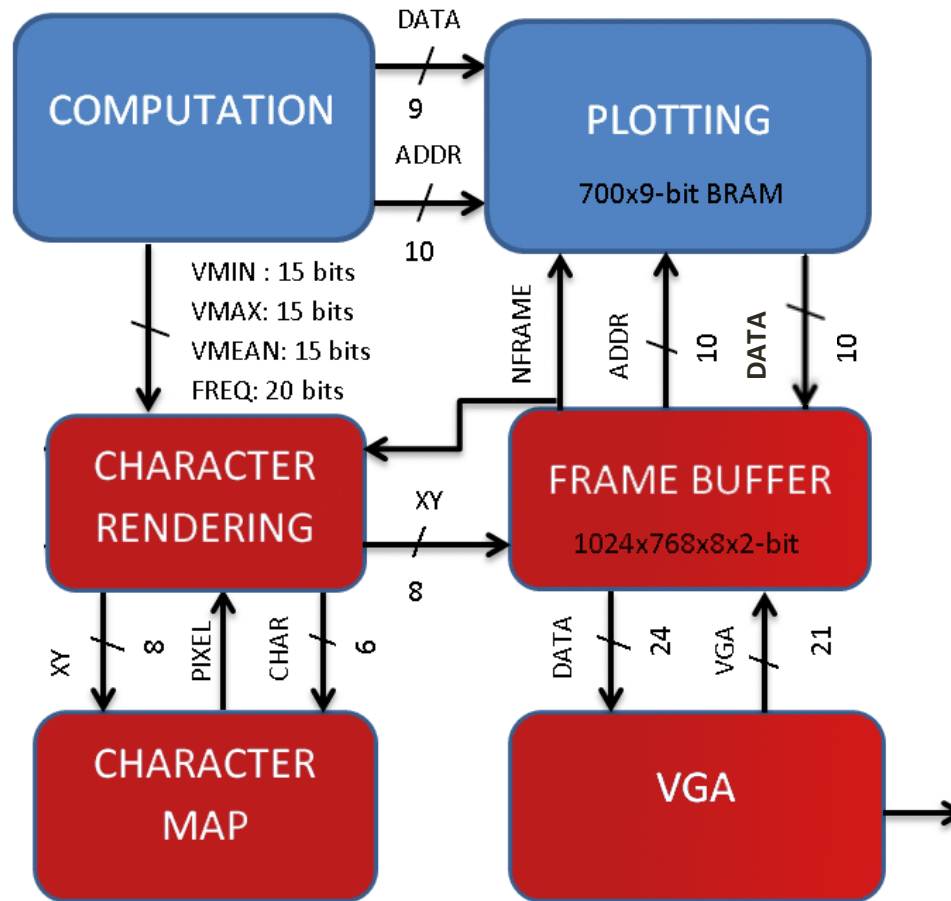 DATA
COMPUTATION
9
PLOTTING
ADDR
700x9-bit BRAM
10
VMIN : 15 bits
VMAX: 15 bits
VMEAN: 15 bits
FREQ: 20 bits
NFRAME
ADDR
10
DATA
10
CHARACTER
RENDERING
XY
8
FRAME BUFFER
1024x768x8x2-bit
XY
8
PIXEL
CHAR
6
DATA
24
VGA
21
CHARACTER
MAP
VGA